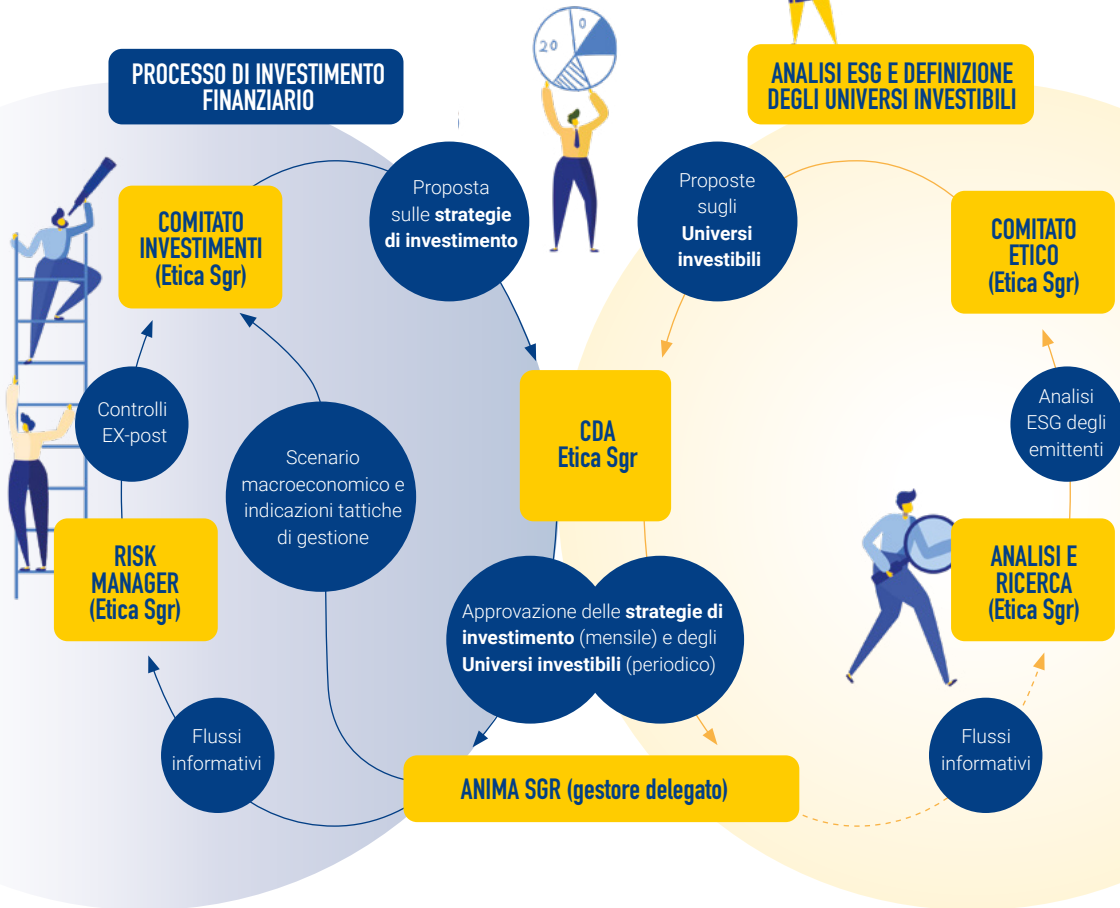 20
0
PROCESSO DI INVESTIMENTO
FINANZIARIO
ANALISI ESG E DEFINIZIONE
DEGLI UNIVERSI INVESTIBILI
COMITATO
INVESTIMENTI
(Etica Sgr)
Proposta
sulle strategie
di investimento
Proposte
sugli
Universi
investibili
COMITATO
ETICO
(Etica Sgr)
Controlli
EX-post
Scenario
macroeconomico e
indicazioni tattiche
di gestione
CDA
Etica Sgr
Analisi
ESG degli
emittenti
RISK
MANAGER
(Etica Sgr)
Approvazione delle strategie di
investimento (mensile) e degli
Universi investibili (periodico)
ANALISI E
RICERCA
(Etica Sgr)
Flussi
informativi
Flussi
informativi
ANIMA SGR (gestore delegato)